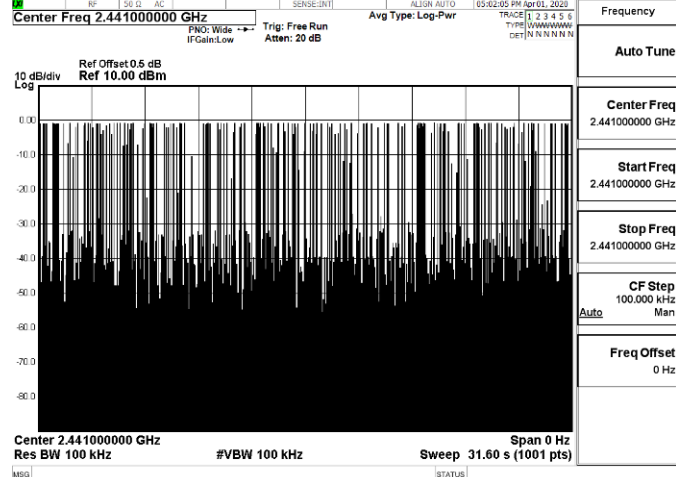 RF 50 Ω AC SENSE:INT ALIGN AUTO 05:02:05 PM Apr 01, 2020
Center Freq 2.441000000 GHz
Avg Type: Log-Pwr
TRACE 1 2 3 4 5 6
TYPE WWWWWW
DET N N N N N N
PNO: Wide
IFGain:Low
Trig: Free Run
Atten: 20 dB
Ref Offset 0.5 dB
10 dB/div Ref 10.00 dBm
Log
0.00
-10.0
-20.0
-30.0
-40.0
-50.0
-60.0
-70.0
-80.0
Center 2.441000000 GHz Span 0 Hz
Res BW 100 kHz #VBW 100 kHz Sweep 31.60 s (1001 pts)
MSG STATUS
Frequency
Auto Tune
Center Freq
2.441000000 GHz
Start Freq
2.441000000 GHz
Stop Freq
2.441000000 GHz
CF Step
100.000 kHz
Auto Man
Freq Offset
0 Hz